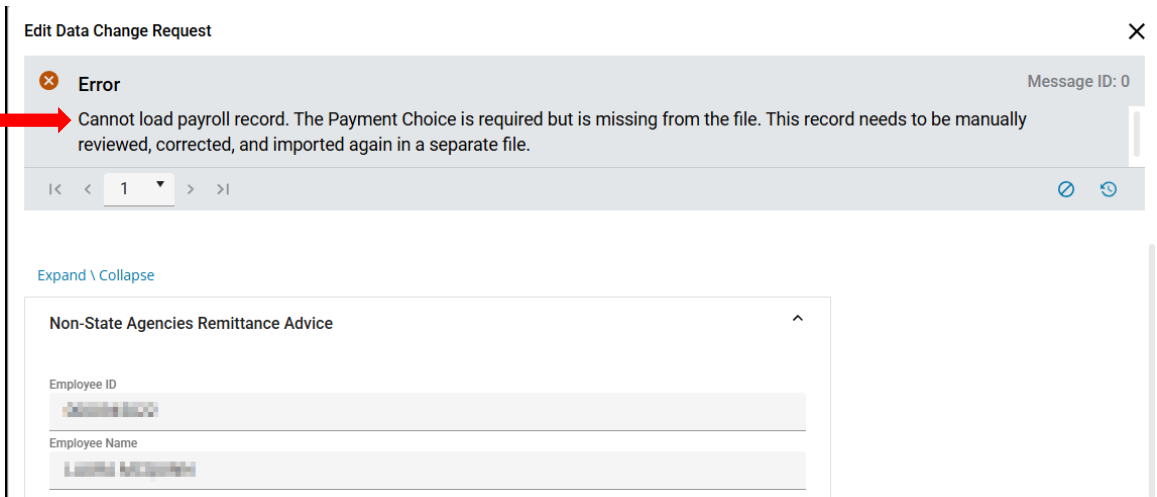 Edit Data Change Request
Error
Message ID: 0
Cannot load payroll record. The Payment Choice is required but is missing from the file. This record needs to be manually
reviewed, corrected, and imported again in a separate file.
1
Expand \ Collapse
Non-State Agencies Remittance Advice
Employee ID
Employee Name